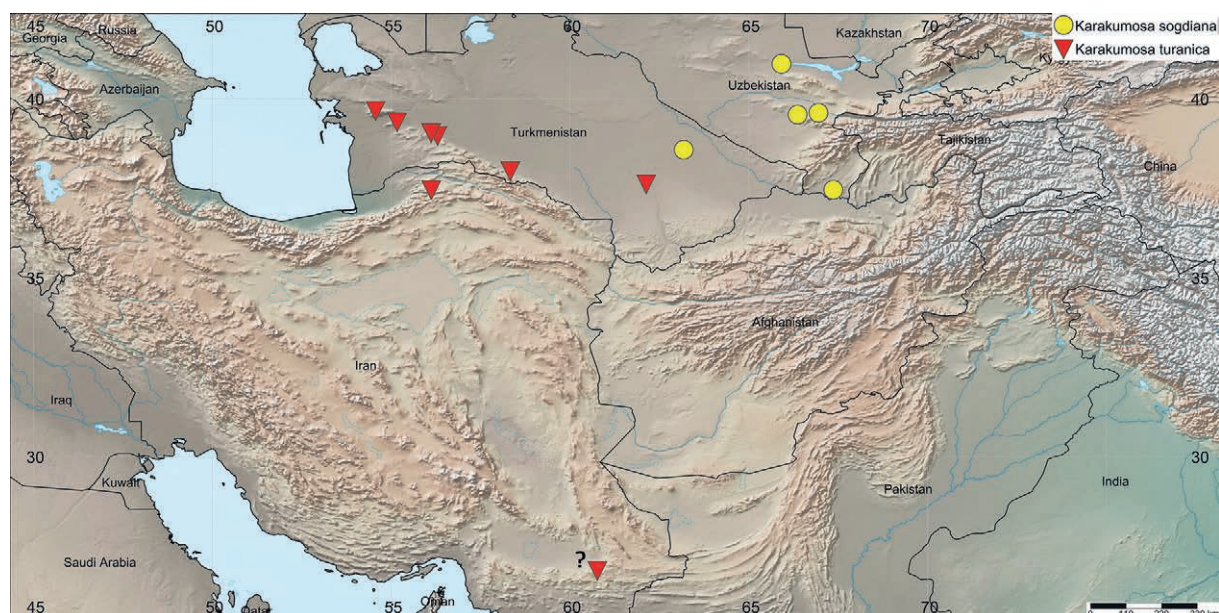 45
50
55
60
65
70
Georgia
Russia
Kazakhstan
Karakumosa sogdiana
Karakumosa turanica
Azerbaijan
Uzbekistan
40
40
Turkmenistan
Tajikistan
China
35
35
Afghanistan
Iran
Iraq
30
30
Kuwait
Pakistan
India
Saudi Arabia
?
50
55
60
65
70
Oman
Qatar
0